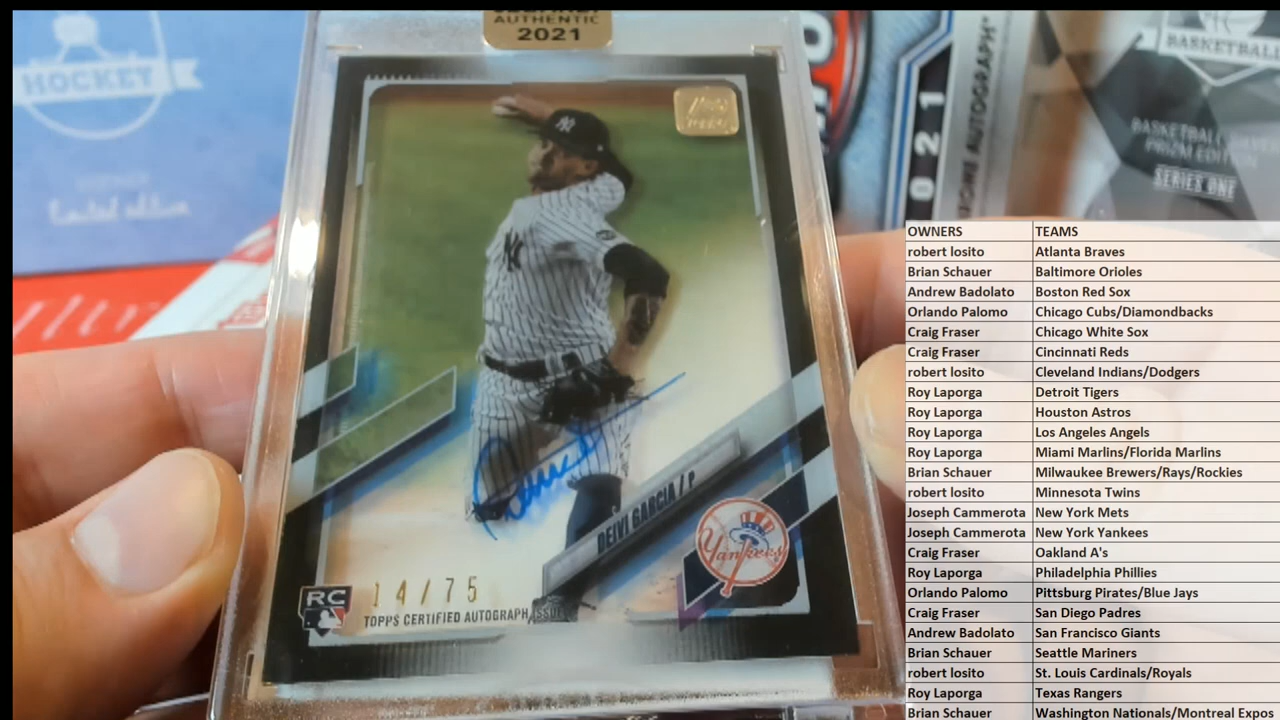 HOCKEY
Limited edition
AUTHENTIC
2021
NY
NY
DEIVI GARCIA / P
Yankees
RC
14/75
TOPPS CERTIFIED AUTOGRAPH ISSUE
021
AUTOGRAPH
BASKETBALL
PRIZM EDITION
SERIES ONE
OWNERS TEAMS
robert losito Atlanta Braves
Brian Schauer Baltimore Orioles
Andrew Badolato Boston Red Sox
Orlando Palomo Chicago Cubs/Diamondbacks
Craig Fraser Chicago White Sox
Craig Fraser Cincinnati Reds
robert losito Cleveland Indians/Dodgers
Roy Laporga Detroit Tigers
Roy Laporga Houston Astros
Roy Laporga Los Angeles Angels
Roy Laporga Miami Marlins/Florida Marlins
Brian Schauer Milwaukee Brewers/Rays/Rockies
robert losito Minnesota Twins
Joseph Cammerota New York Mets
Joseph Cammerota New York Yankees
Craig Fraser Oakland A's
Roy Laporga Philadelphia Phillies
Orlando Palomo Pittsburg Pirates/Blue Jays
Craig Fraser San Diego Padres
Andrew Badolato San Francisco Giants
Brian Schauer Seattle Mariners
robert losito St. Louis Cardinals/Royals
Roy Laporga Texas Rangers
Brian Schauer Washington Nationals/Montreal Expos